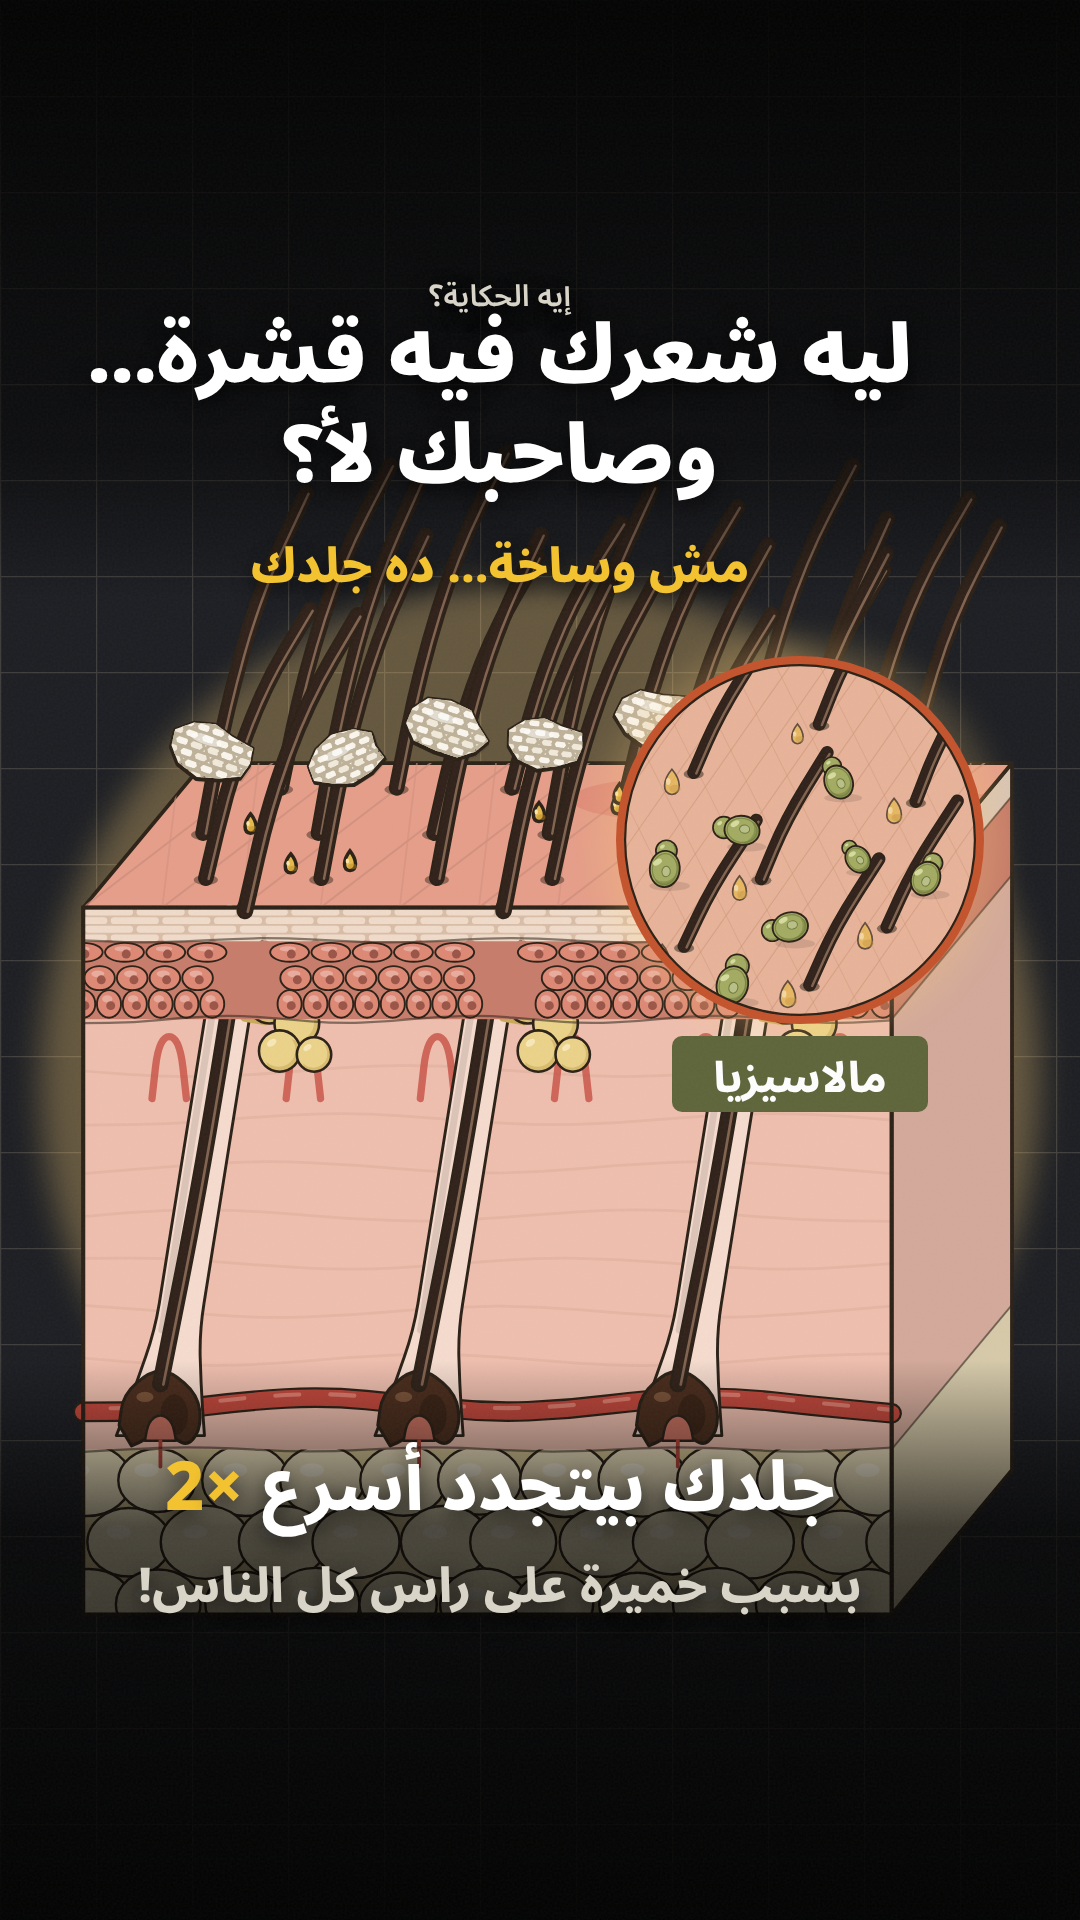 إيه الحكاية؟
ليه شعرك فيه قشرة...
وصاحبك لأ؟
مش وساخة... ده جلدك
مالاسيزيا
جلدك بيتجدد أسرع ×2
بسبب خميرة على راس كل الناس!